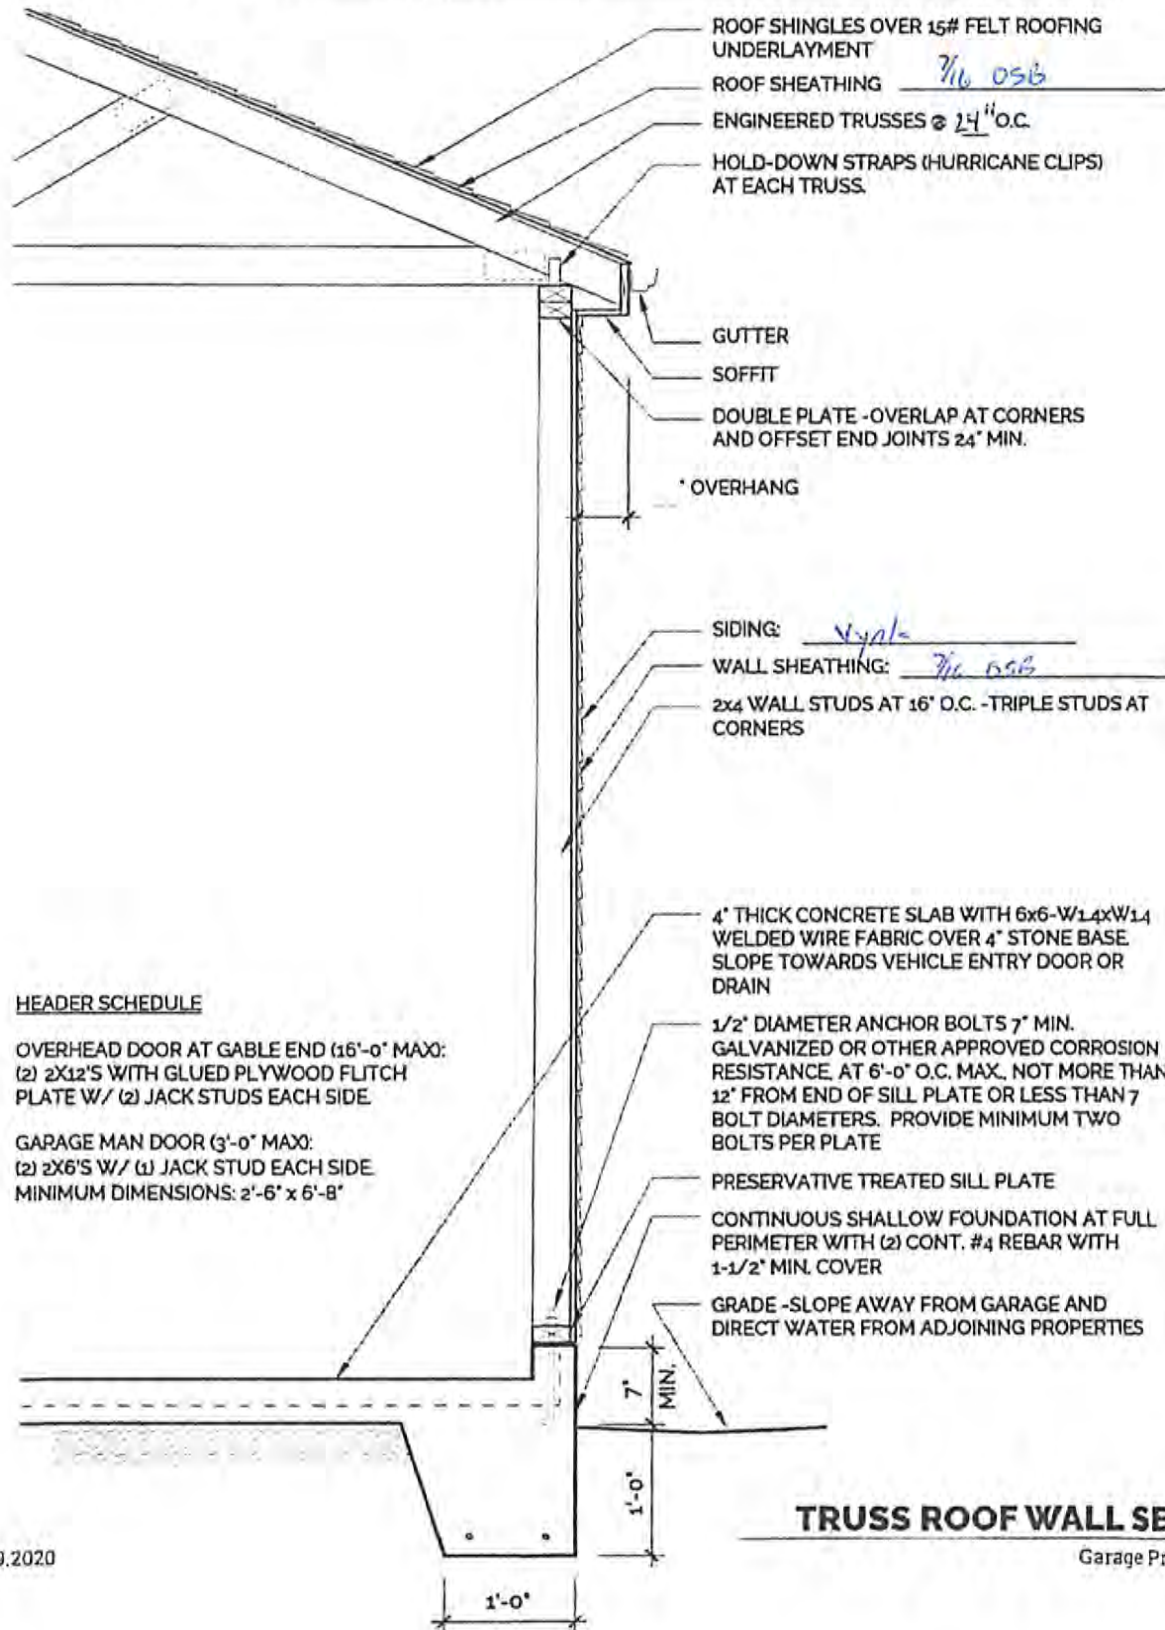 ROOF SHINGLES OVER 15# FELT ROOFING
UNDERLAYMENT
ROOF SHEATHING 7/16 OSB
ENGINEERED TRUSSES @ 24" O.C.
HOLD-DOWN STRAPS (HURRICANE CLIPS)
AT EACH TRUSS.
GUTTER
SOFFIT
DOUBLE PLATE -OVERLAP AT CORNERS
AND OFFSET END JOINTS 24" MIN.
" OVERHANG
SIDING:
WALL SHEATHING: 7/16 OSB
2x4 WALL STUDS AT 16" O.C. -TRIPLE STUDS AT
CORNERS
4" THICK CONCRETE SLAB WITH 6x6-W1.4xW1.4
WELDED WIRE FABRIC OVER 4" STONE BASE.
SLOPE TOWARDS VEHICLE ENTRY DOOR OR
DRAIN
1/2" DIAMETER ANCHOR BOLTS 7" MIN.
GALVANIZED OR OTHER APPROVED CORROSION
RESISTANCE, AT 6'-0" O.C. MAX., NOT MORE THAN
12" FROM END OF SILL PLATE OR LESS THAN 7
BOLT DIAMETERS. PROVIDE MINIMUM TWO
BOLTS PER PLATE
PRESERVATIVE TREATED SILL PLATE
CONTINUOUS SHALLOW FOUNDATION AT FULL
PERIMETER WITH (2) CONT. #4 REBAR WITH
1-1/2" MIN. COVER
GRADE -SLOPE AWAY FROM GARAGE AND
DIRECT WATER FROM ADJOINING PROPERTIES
HEADER SCHEDULE
OVERHEAD DOOR AT GABLE END (16'-0" MAX):
(2) 2X12'S WITH GLUED PLYWOOD FLITCH
PLATE W/ (2) JACK STUDS EACH SIDE.
GARAGE MAN DOOR (3'-0" MAX):
(2) 2X6'S W/ (1) JACK STUD EACH SIDE.
MINIMUM DIMENSIONS: 2'-6" x 6'-8"
7"
MIN.
1'-0"
1'-0"
TRUSS ROOF WALL SE
Garage Pr
.2020